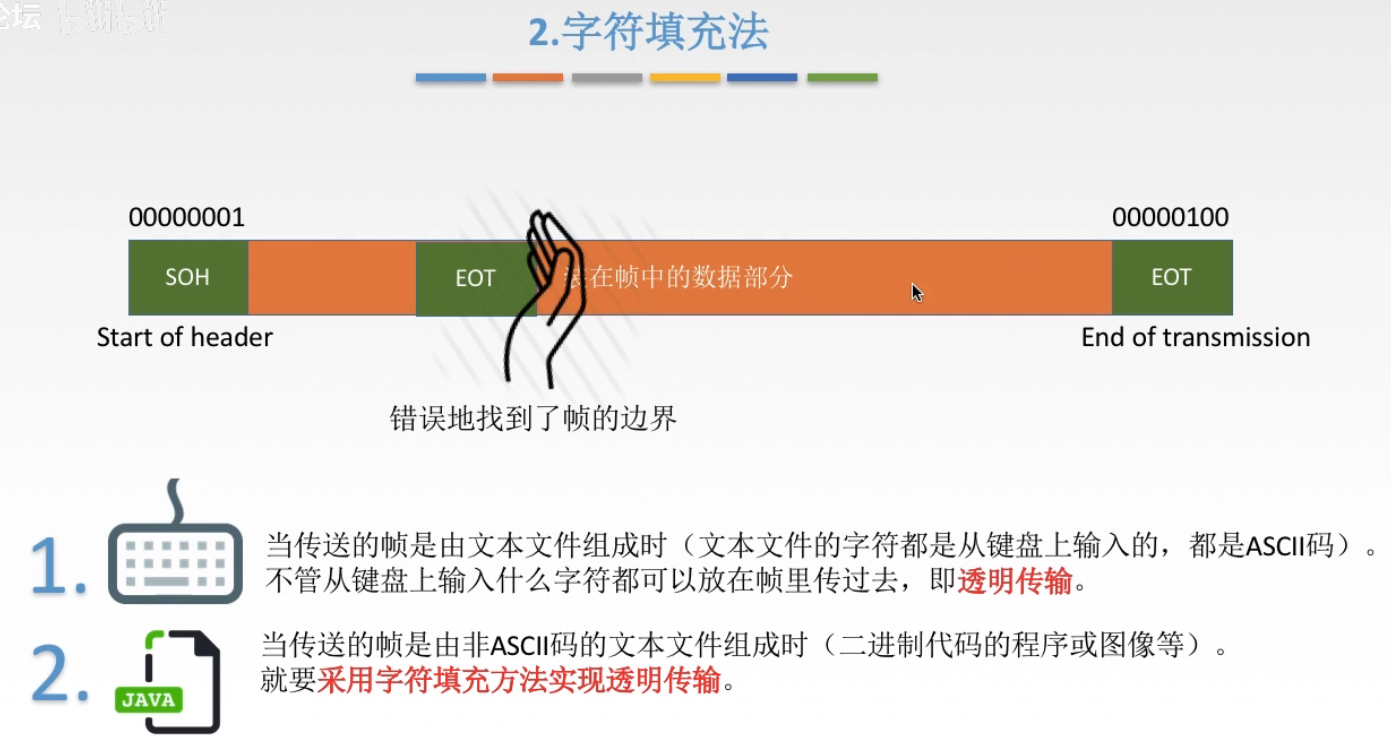 论坛 bilibili
2.字符填充法
00000001
00000100
SOH
EOT
装在帧中的数据部分
EOT
Start of header
End of transmission
错误地找到了帧的边界
1.
当传送的帧是由文本文件组成时（文本文件的字符都是从键盘上输入的，都是ASCII码）。
不管从键盘上输入什么字符都可以放在帧里传过去，即透明传输。
2.
JAVA
当传送的帧是由非ASCII码的文本文件组成时（二进制代码的程序或图像等）。
就要采用字符填充方法实现透明传输。